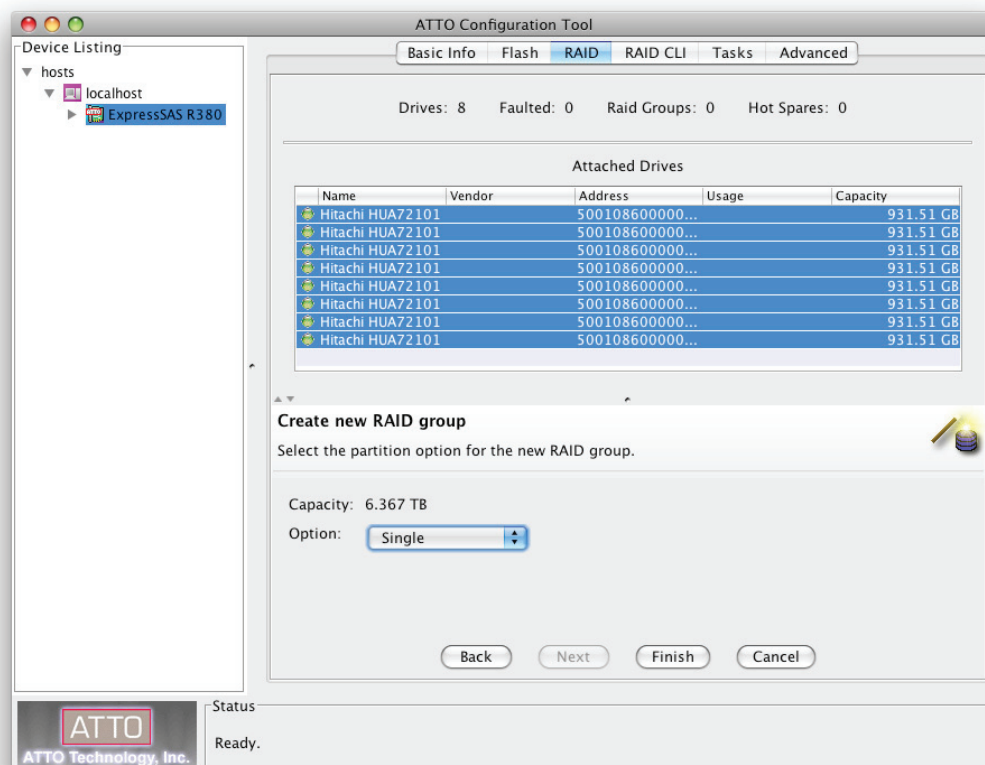 ATTO Configuration Tool
Device Listing
hosts
localhost
ATTO
ExpressSAS R380
Basic Info Flash RAID RAID CLI Tasks Advanced
Drives: 8 Faulted: 0 Raid Groups: 0 Hot Spares: 0
Attached Drives
Name Vendor Address Usage Capacity
Hitachi HUA72101 500108600000... 931.51 GB
Hitachi HUA72101 500108600000... 931.51 GB
Hitachi HUA72101 500108600000... 931.51 GB
Hitachi HUA72101 500108600000... 931.51 GB
Hitachi HUA72101 500108600000... 931.51 GB
Hitachi HUA72101 500108600000... 931.51 GB
Hitachi HUA72101 500108600000... 931.51 GB
Hitachi HUA72101 500108600000... 931.51 GB
Create new RAID group
Select the partition option for the new RAID group.
Capacity: 6.367 TB
Option: Single
Back Next Finish Cancel
ATTO
ATTO Technology, Inc.
Status
Ready.